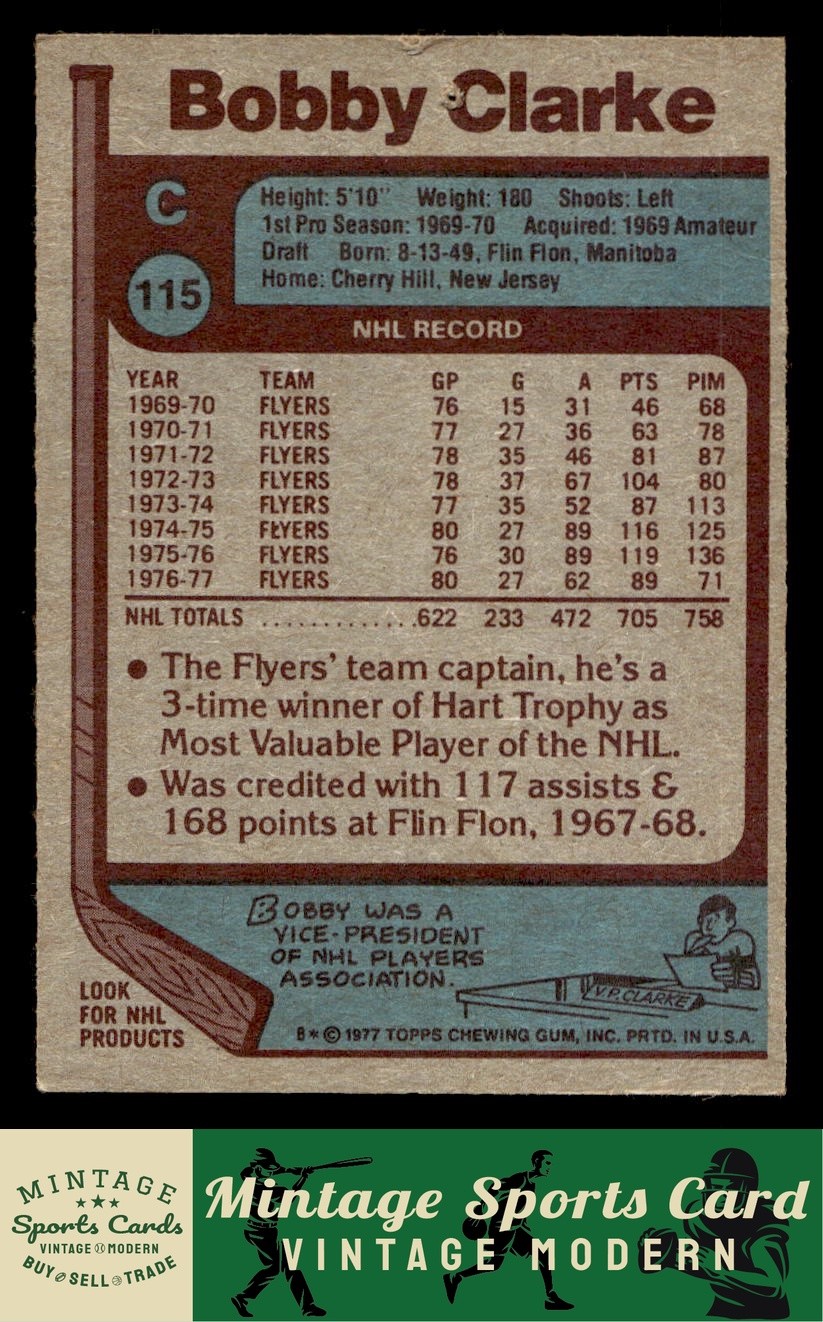 Bobby Clarke
C
115
Height: 5'10" Weight: 180 Shoots: Left
1st Pro Season: 1969-70 Acquired: 1969 Amateur
Draft Born: 8-13-49, Flin Flon, Manitoba
Home: Cherry Hill, New Jersey
NHL RECORD
YEAR TEAM GP G A PTS PIM
1969-70 FLYERS 76 15 31 46 68
1970-71 FLYERS 77 27 36 63 78
1971-72 FLYERS 78 35 46 81 87
1972-73 FLYERS 78 37 67 104 80
1973-74 FLYERS 77 35 52 87 113
1974-75 FLYERS 80 27 89 116 125
1975-76 FLYERS 76 30 89 119 136
1976-77 FLYERS 80 27 62 89 71
NHL TOTALS .............622 233 472 705 758
● The Flyers' team captain, he's a
3-time winner of Hart Trophy as
Most Valuable Player of the NHL.
● Was credited with 117 assists &
168 points at Flin Flon, 1967-68.
BOBBY WAS A
VICE-PRESIDENT
OF NHL PLAYERS
ASSOCIATION.
V.P. CLARKE
LOOK
FOR NHL
PRODUCTS
8*© 1977 TOPPS CHEWING GUM, INC. PRTD. IN U.S.A.
MINTAGE
Sports Cards
VINTAGE MODERN
BUY SELL TRADE
Mintage Sports Card
VINTAGE MODERN